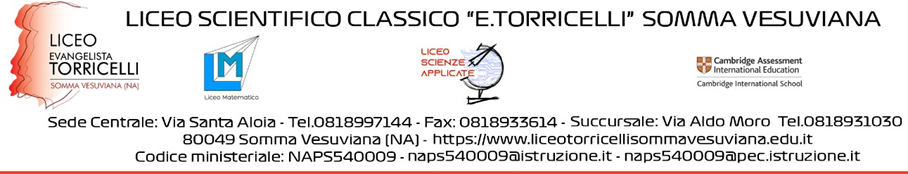 LICEO SCIENTIFICO CLASSICO “E.TORRICELLI” SOMMA VESUVIANA
LICEO
EVANGELISTA
TORRICELLI
SOMMA VESUVIANA (NA)
LM
Liceo Matematico
LICEO
SCIENZE
APPLICATE
Cambridge Assessment
International Education
Cambridge International School
Sede Centrale: Via Santa Aloia - Tel.0818997144 - Fax: 0818933614 - Succursale: Via Aldo Moro Tel.0818931030
80049 Somma Vesuviana (NA) - https://www.liceotorricellisommavesuviana.edu.it
Codice ministeriale: NAPS540009 - naps540009@istruzione.it - naps540009@pec.istruzione.it